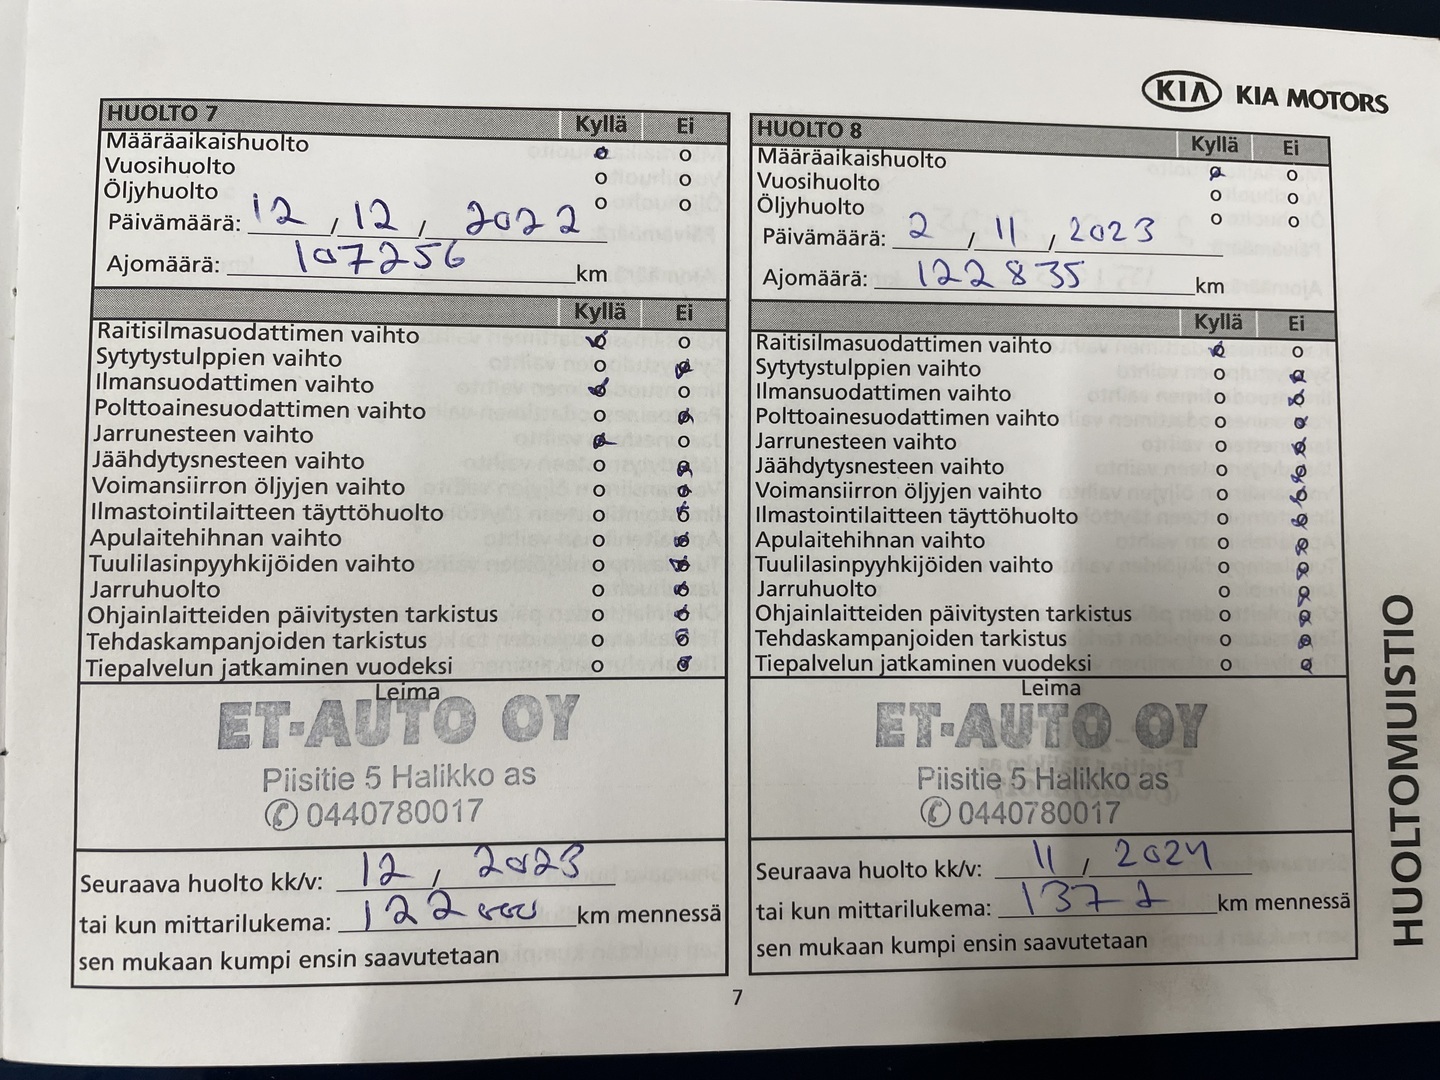 KIA KIA MOTORS
HUOLTO 7 Kyllä Ei
Määräaikaishuolto
Vuosihuolto
Öljyhuolto
Päivämäärä: 12 / 12 / 2022
Ajomäärä: 107256 km
Kyllä Ei
Raitisilmasuodattimen vaihto
Sytytystulppien vaihto
Ilmansuodattimen vaihto
Polttoainesuodattimen vaihto
Jarrunesteen vaihto
Jäähdytysnesteen vaihto
Voimansiirron öljyjen vaihto
Ilmastointilaitteen täyttöhuolto
Apulaitehihnan vaihto
Tuulilasinpyyhkijöiden vaihto
Jarruhuolto
Ohjainlaitteiden päivitysten tarkistus
Tehdaskampanjoiden tarkistus
Tiepalvelun jatkaminen vuodeksi
Leima
ET-AUTO OY
Piisitie 5 Halikko as
✆ 0440780017
Seuraava huolto kk/v: 12 / 2023
tai kun mittarilukema: 122 000 km mennessä
sen mukaan kumpi ensin saavutetaan
HUOLTO 8 Kyllä Ei
Määräaikaishuolto
Vuosihuolto
Öljyhuolto
Päivämäärä: 2 / 11 / 2023
Ajomäärä: 122 835 km
Kyllä Ei
Raitisilmasuodattimen vaihto
Sytytystulppien vaihto
Ilmansuodattimen vaihto
Polttoainesuodattimen vaihto
Jarrunesteen vaihto
Jäähdytysnesteen vaihto
Voimansiirron öljyjen vaihto
Ilmastointilaitteen täyttöhuolto
Apulaitehihnan vaihto
Tuulilasinpyyhkijöiden vaihto
Jarruhuolto
Ohjainlaitteiden päivitysten tarkistus
Tehdaskampanjoiden tarkistus
Tiepalvelun jatkaminen vuodeksi
Leima
ET-AUTO OY
Piisitie 5 Halikko as
✆ 0440780017
Seuraava huolto kk/v: 11 / 2024
tai kun mittarilukema: km mennessä
sen mukaan kumpi ensin saavutetaan
HUOLTOMUISTIO
7